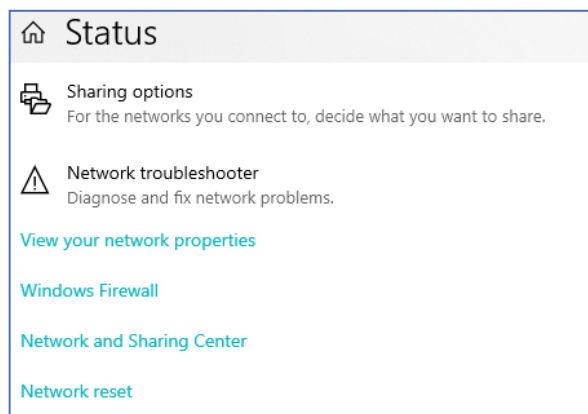 Status
Sharing options
For the networks you connect to, decide what you want to share.
Network troubleshooter
Diagnose and fix network problems.
View your network properties
Windows Firewall
Network and Sharing Center
Network reset